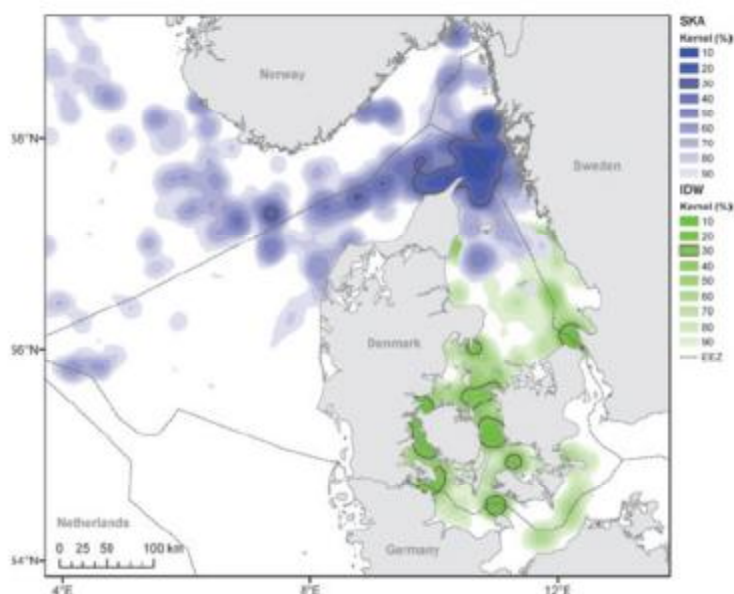 SKA
Kernel (%)
10
20
30
40
50
60
70
80
90
IDW
Kernel (%)
10
20
30
40
50
60
70
80
90
EEZ
Norway
Sweden
Denmark
Netherlands
Germany
0 25 50 100 km
58°N
56°N
54°N
4°E
8°E
12°E